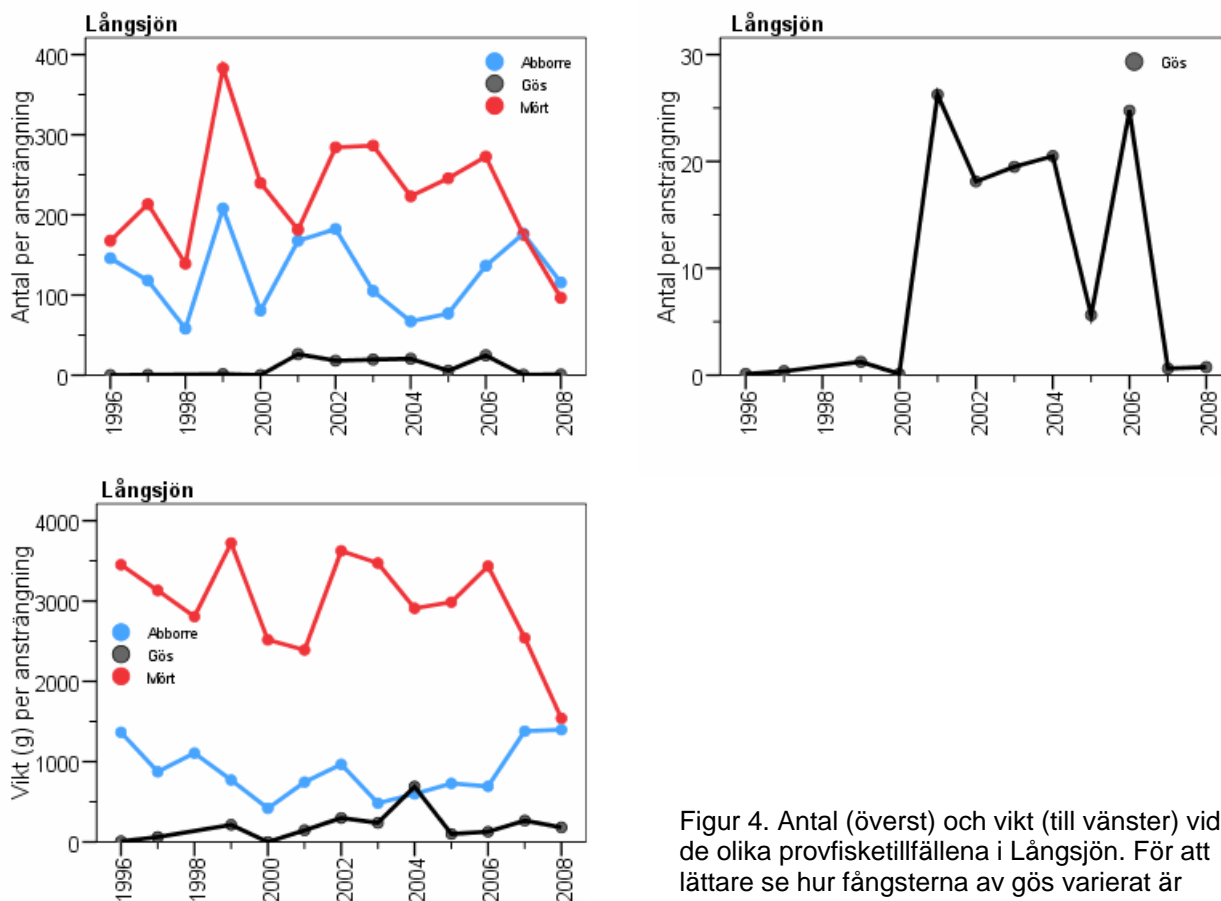 Långsjön
400
300
200
100
0
Antal per ansträngning
Abborre
Gös
Mört
1996
1998
2000
2002
2004
2006
2008
Långsjön
30
20
10
0
Antal per ansträngning
Gös
1996
1998
2000
2002
2004
2006
2008
Långsjön
4000
3000
2000
1000
0
Vikt (g) per ansträngning
Abborre
Gös
Mört
1996
1998
2000
2002
2004
2006
2008
Figur 4. Antal (överst) och vikt (till vänster) vid
de olika provfisketillfällena i Långsjön. För att
lättare se hur fångsterna av gös varierat är